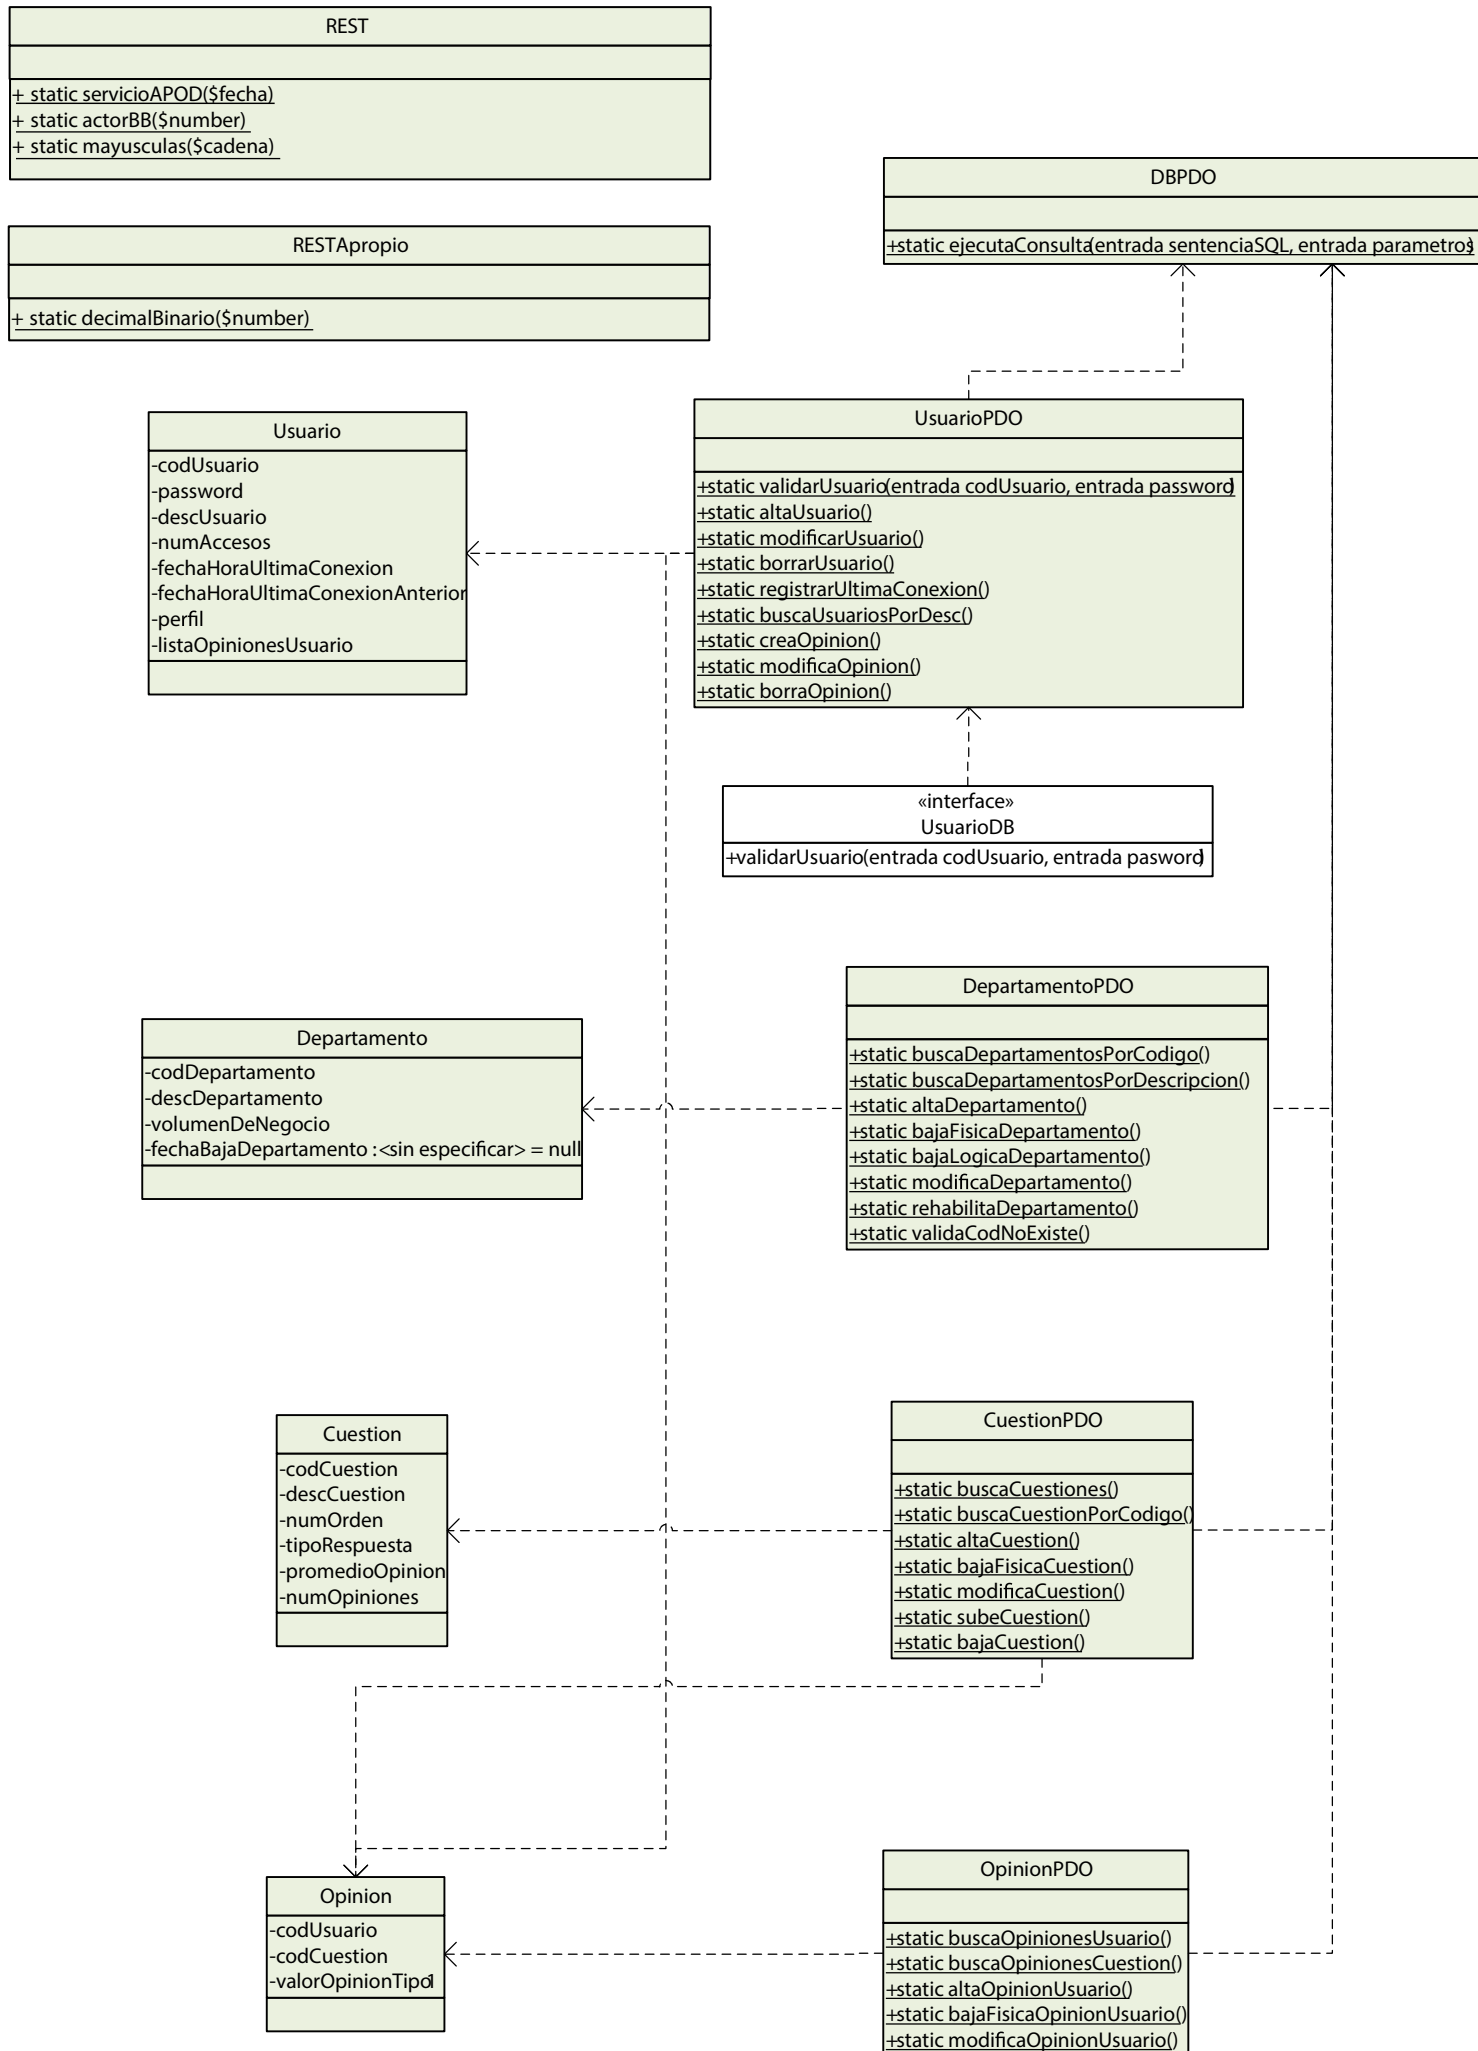 REST
+ static servicioAPOD($fecha)
+ static actorBB($number)
+ static mayusculas($cadena)
DBPDO
+static ejecutaConsulta(entrada sentenciaSQL, entrada parametros)
RESTApropio
+ static decimalBinario($number)
Usuario
-codUsuario
-password
-descUsuario
-numAccesos
-fechaHoraUltimaConexion
-fechaHoraUltimaConexionAnterior
-perfil
-listaOpinionesUsuario
UsuarioPDO
+static validarUsuario(entrada codUsuario, entrada password)
+static altaUsuario()
+static modificarUsuario()
+static borrarUsuario()
+static registrarUltimaConexion()
+static buscaUsuariosPorDesc()
+static creaOpinion()
+static modificaOpinion()
+static borraOpinion()
«interface»
UsuarioDB
+validarUsuario(entrada codUsuario, entrada pasword)
DepartamentoPDO
+static buscaDepartamentosPorCodigo()
+static buscaDepartamentosPorDescripcion()
+static altaDepartamento()
+static bajaFisicaDepartamento()
+static bajaLogicaDepartamento()
+static modificaDepartamento()
+static rehabilitaDepartamento()
+static validaCodNoExiste()
Departamento
-codDepartamento
-descDepartamento
-volumenDeNegocio
-fechaBajaDepartamento : <sin especificar> = null
CuestionPDO
+static buscaCuestiones()
+static buscaCuestionPorCodigo()
+static altaCuestion()
+static bajaFisicaCuestion()
+static modificaCuestion()
+static subeCuestion()
+static bajaCuestion()
Cuestion
-codCuestion
-descCuestion
-numOrden
-tipoRespuesta
-promedioOpinion
-numOpiniones
OpinionPDO
+static buscaOpinionesUsuario()
+static buscaOpinionesCuestion()
+static altaOpinionUsuario()
+static bajaFisicaOpinionUsuario()
+static modificaOpinionUsuario()
Opinion
-codUsuario
-codCuestion
-valorOpinionTipo1